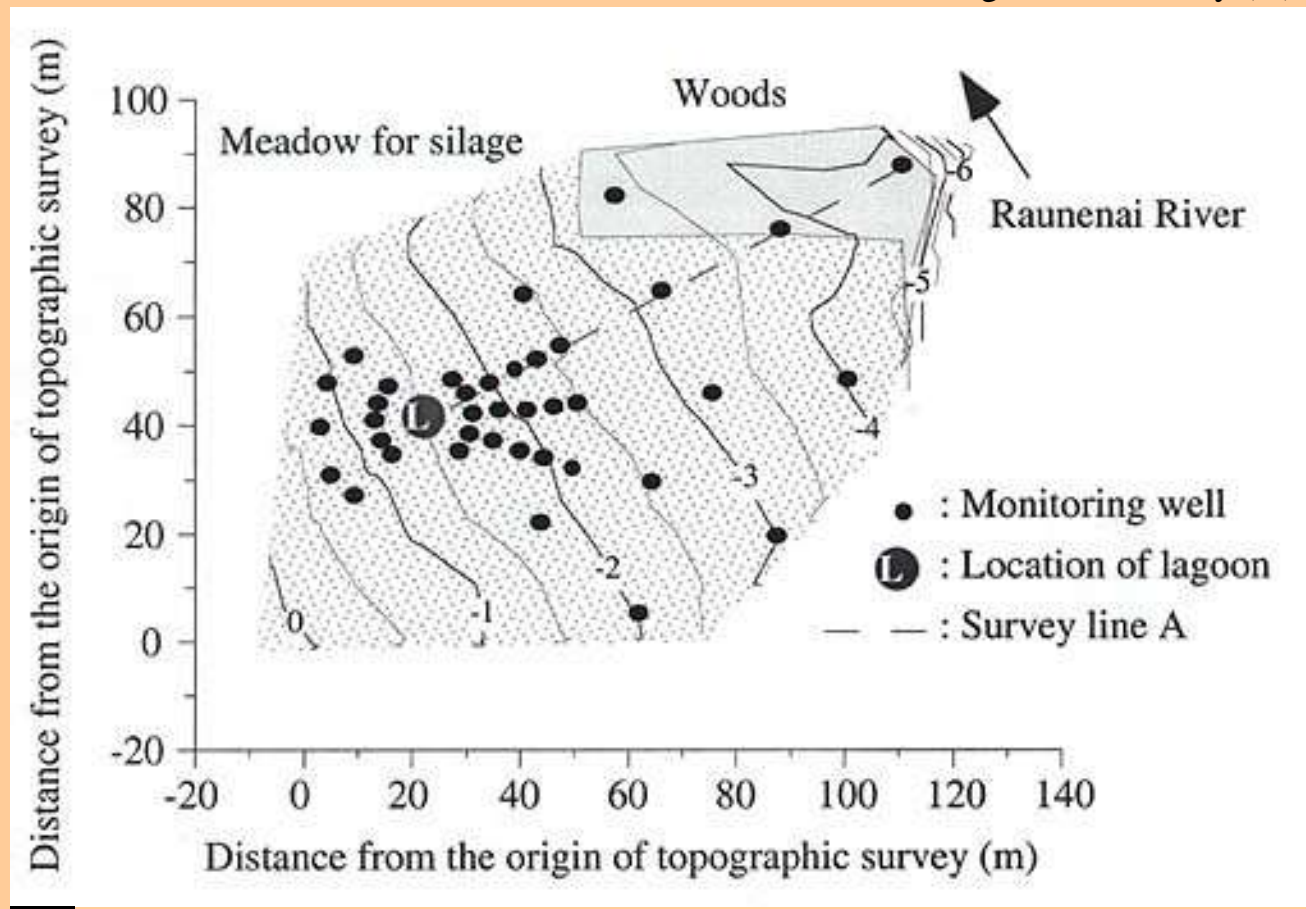 Distance from the origin of topographic survey (m)
100
80
60
40
20
0
-20
Meadow for silage
Woods
Raunenai River
-6
-5
-4
-3
-2
-1
0
L
: Monitoring well
L : Location of lagoon
: Survey line A
-20 0 20 40 60 80 100 120 140
Distance from the origin of topographic survey (m)